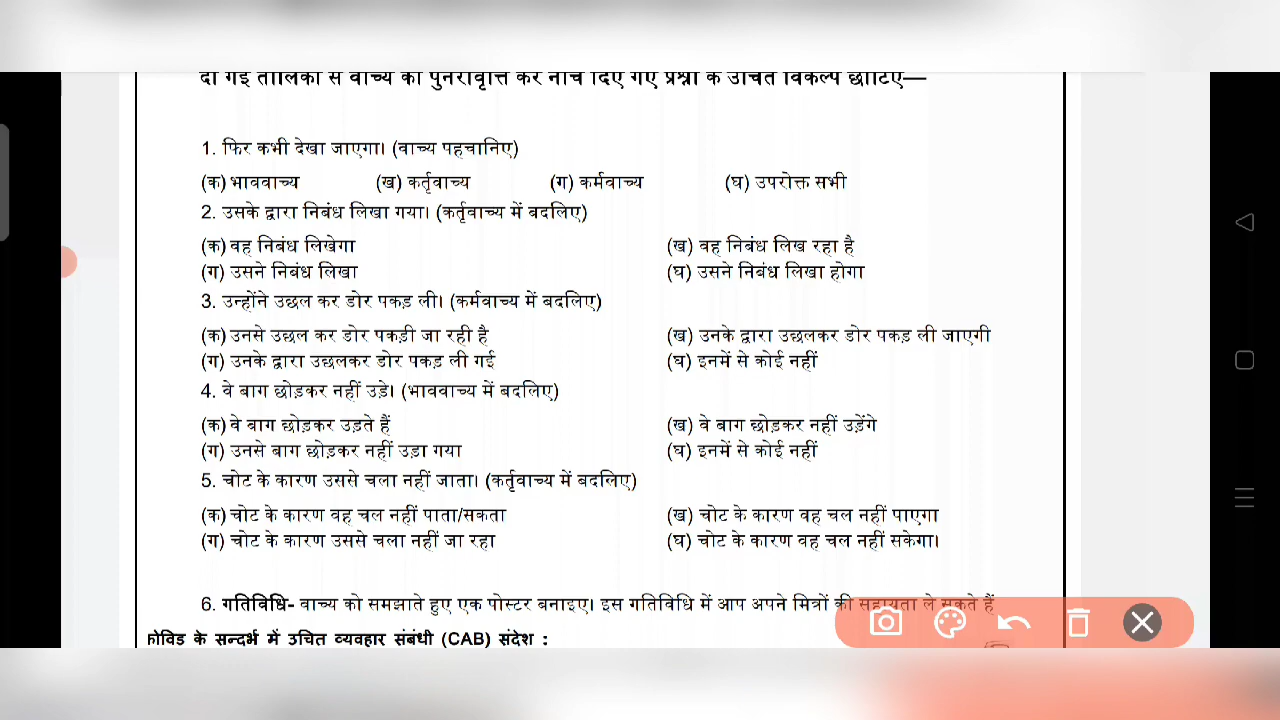 दी गई तालिका से वाच्य की पुनरावृत्ति कर नीचे दिए गए प्रश्नों के उचित विकल्प छाँटिए—
1. फिर कभी देखा जाएगा। (वाच्य पहचानिए)
(क) भाववाच्य (ख) कर्तृवाच्य (ग) कर्मवाच्य (घ) उपरोक्त सभी
2. उसके द्वारा निबंध लिखा गया। (कर्तृवाच्य में बदलिए)
(क) वह निबंध लिखेगा (ख) वह निबंध लिख रहा है
(ग) उसने निबंध लिखा (घ) उसने निबंध लिखा होगा
3. उन्होंने उछल कर डोर पकड़ ली। (कर्मवाच्य में बदलिए)
(क) उनसे उछल कर डोर पकड़ी जा रही है (ख) उनके द्वारा उछलकर डोर पकड़ ली जाएगी
(ग) उनके द्वारा उछलकर डोर पकड़ ली गई (घ) इनमें से कोई नहीं
4. वे बाग छोड़कर नहीं उड़े। (भाववाच्य में बदलिए)
(क) वे बाग छोड़कर उड़ते हैं (ख) वे बाग छोड़कर नहीं उड़ेंगे
(ग) उनसे बाग छोड़कर नहीं उड़ा गया (घ) इनमें से कोई नहीं
5. चोट के कारण उससे चला नहीं जाता। (कर्तृवाच्य में बदलिए)
(क) चोट के कारण वह चल नहीं पाता/सकता (ख) चोट के कारण वह चल नहीं पाएगा
(ग) चोट के कारण उससे चला नहीं जा रहा (घ) चोट के कारण वह चल नहीं सकेगा।
6. गतिविधि- वाच्य को समझाते हुए एक पोस्टर बनाइए। इस गतिविधि में आप अपने मित्रों की सहायता ले सकते हैं
कोविड के सन्दर्भ में उचित व्यवहार संबंधी (CAB) संदेश :